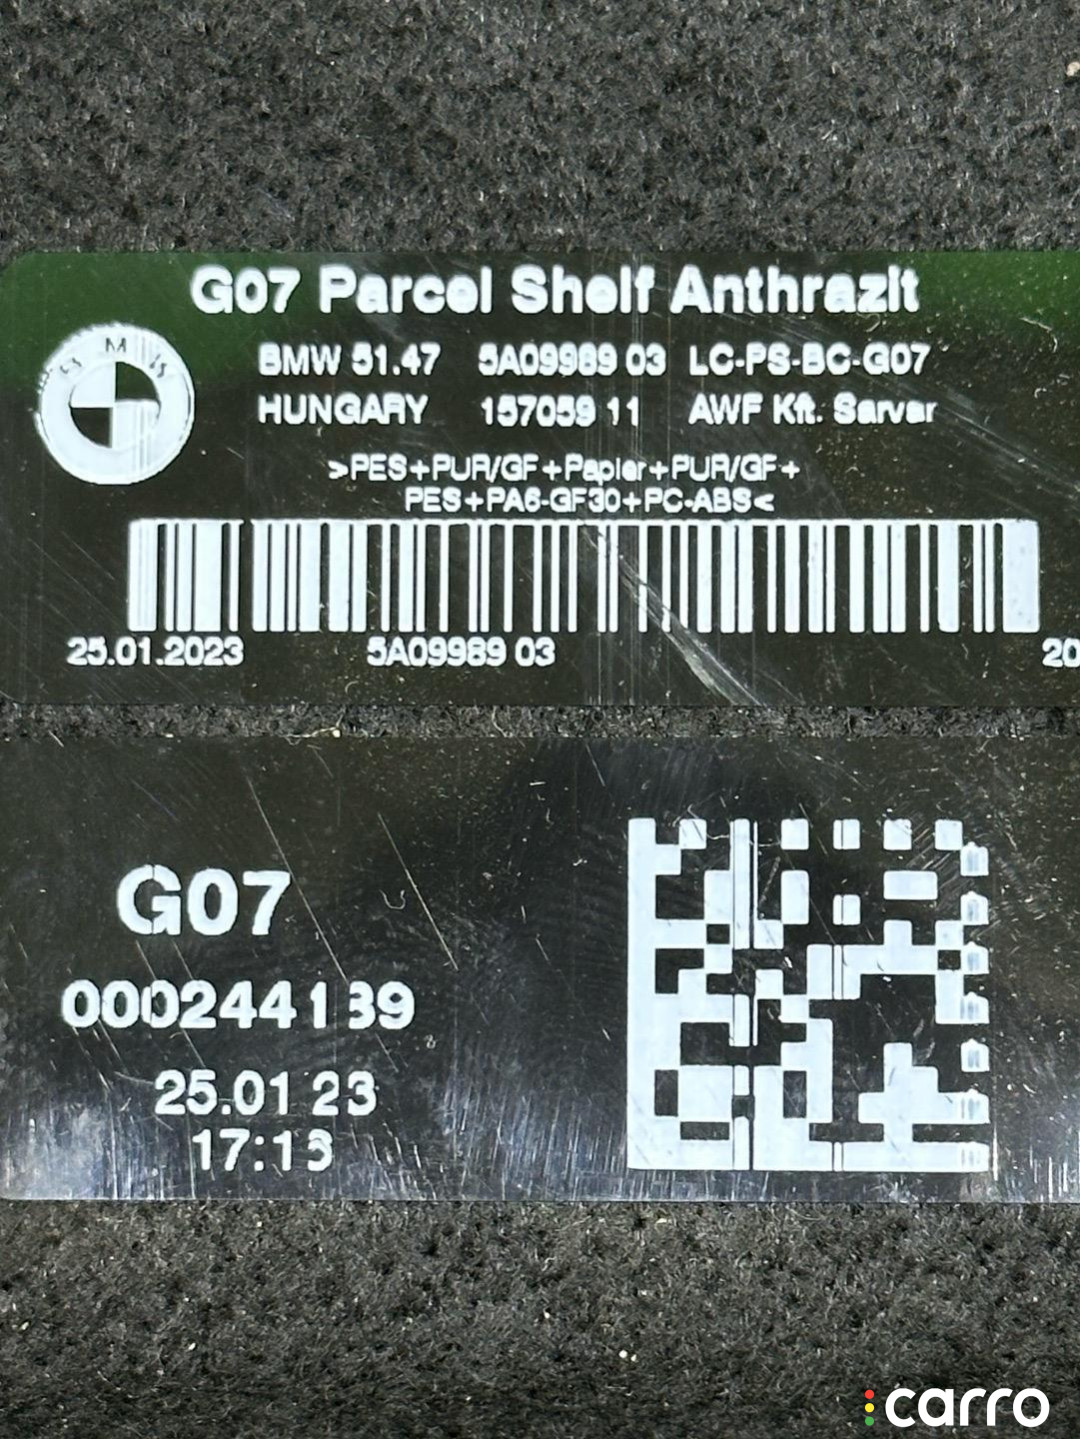 G07 Parcel Shelf Anthrazit
BMW 51.47 5A09989 03 LC-PS-BC-G07
HUNGARY 157059 11 AWF Kft. Sarvar
>PES+PUR/GF+Papier+PUR/GF+
PES+PA6-GF30+PC-ABS<
25.01.2023 5A09989 03 20
G07
000244139
25.01 23
17:13
carro